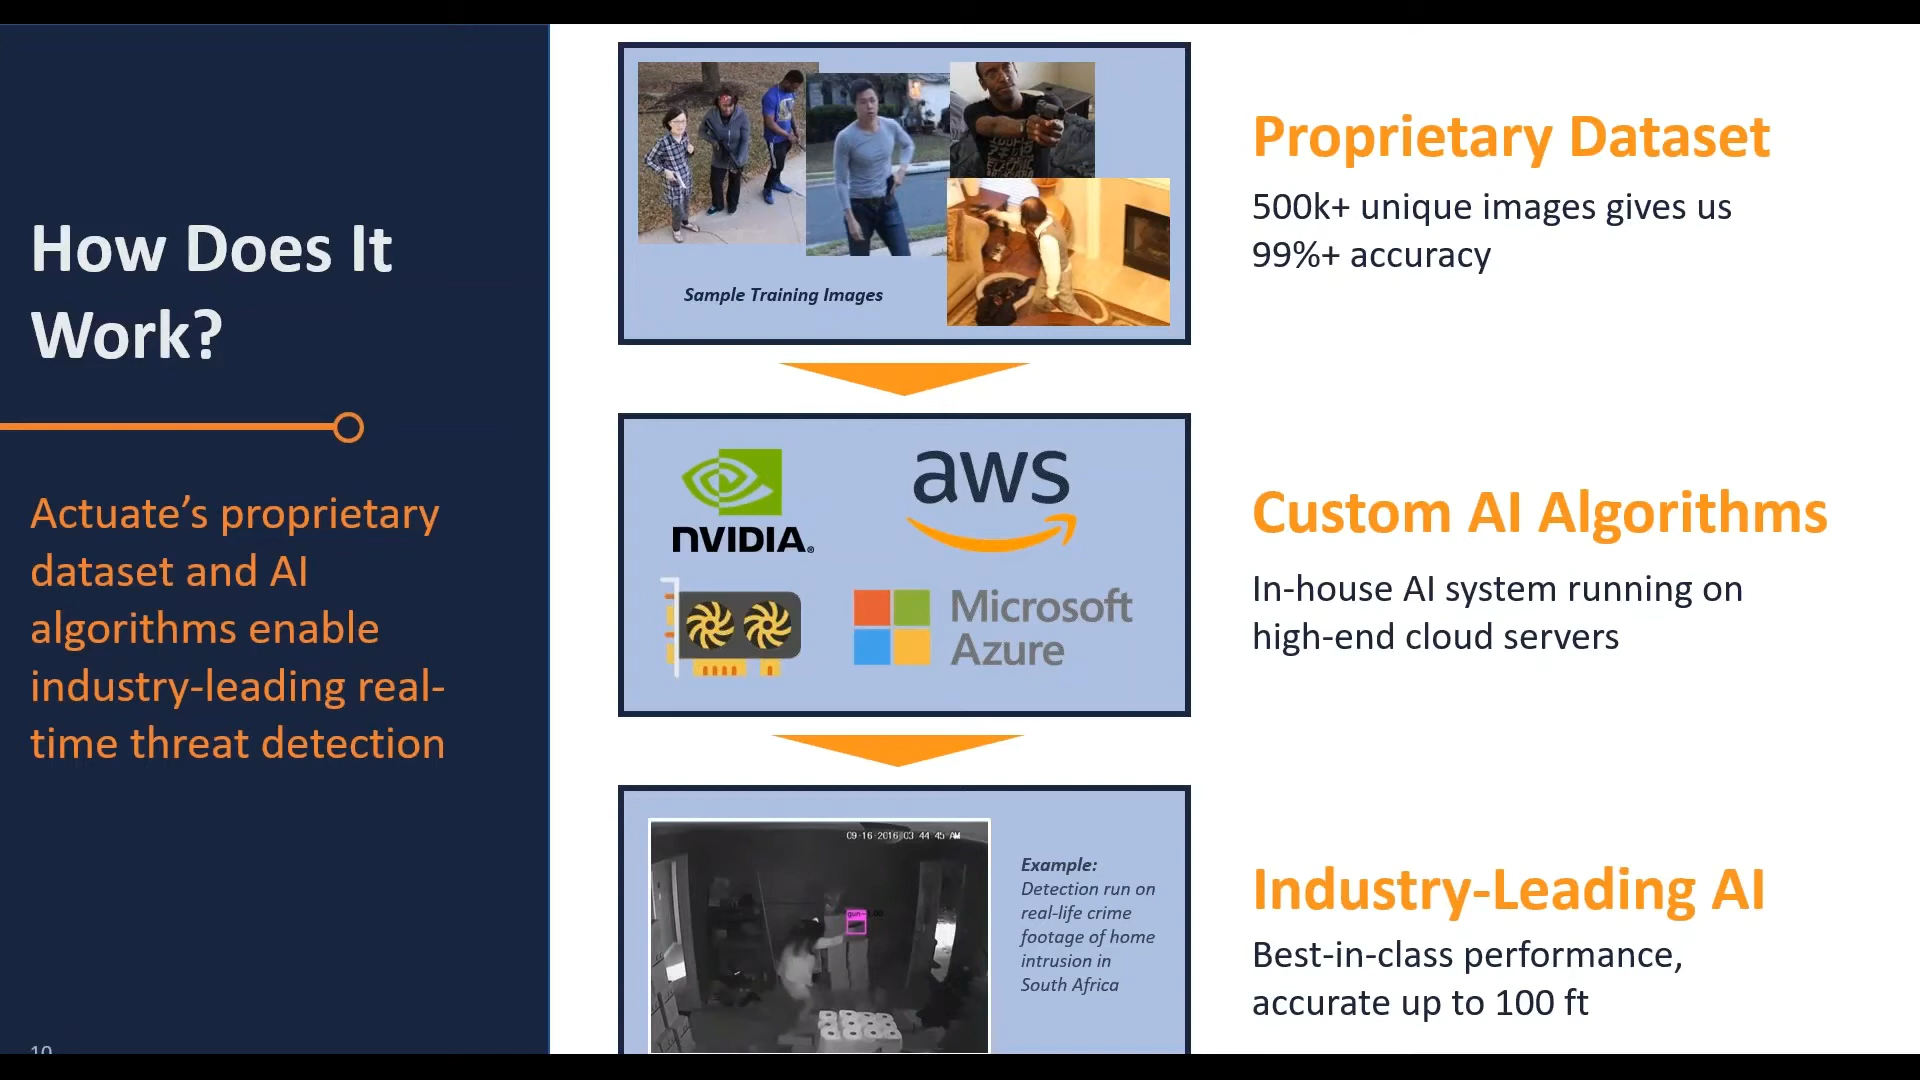 How Does It
Work?
Actuate's proprietary
dataset and AI
algorithms enable
industry-leading real-
time threat detection
10
Sample Training Images
Proprietary Dataset
500k+ unique images gives us
99%+ accuracy
NVIDIA®
aws
Microsoft
Azure
Custom AI Algorithms
In-house AI system running on
high-end cloud servers
09-16-2016 03 44 45 AM
Example:
Detection run on
real-life crime
footage of home
intrusion in
South Africa
Industry-Leading AI
Best-in-class performance,
accurate up to 100 ft